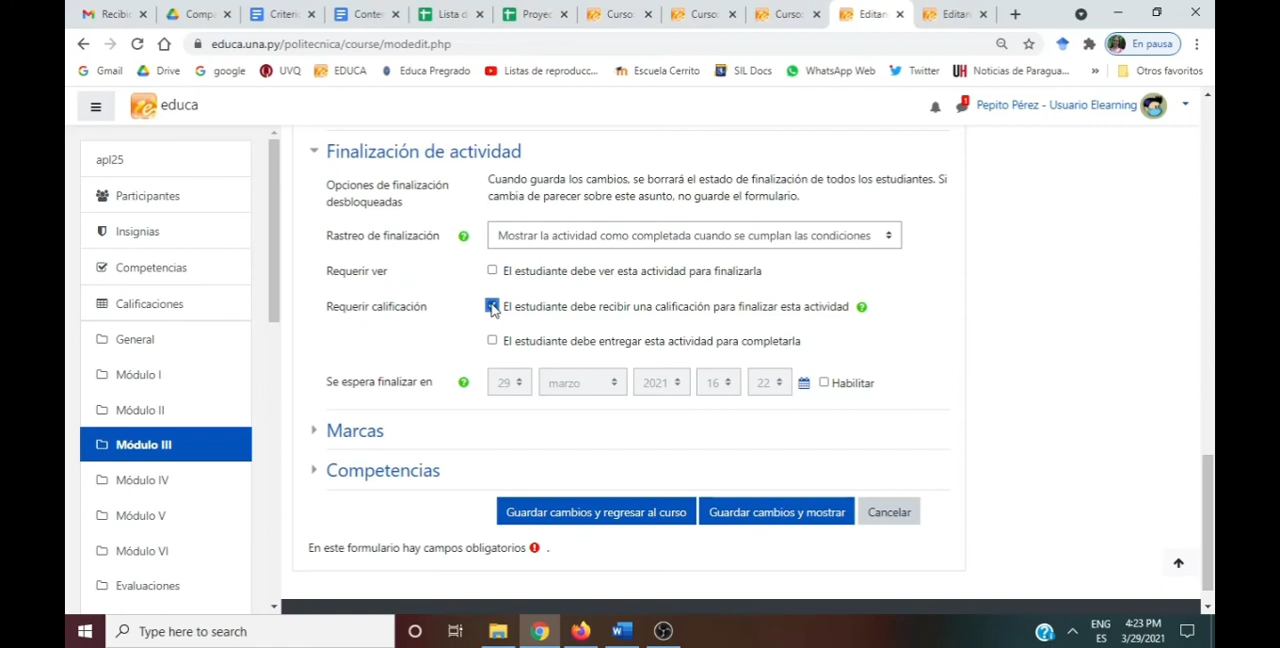 Recibi
Comp
Criteri
Conte
Lista d
Proye
Curso
Curso
Curso
Editan
Editan
educa.una.py/politecnica/course/modedit.php
En pausa
Gmail
Drive
google
UVQ
EDUCA
Educa Pregrado
Listas de reproducc...
Escuela Cerrito
SIL Docs
WhatsApp Web
Twitter
Noticias de Paragua...
»
Otros favoritos
educa
Pepito Pérez - Usuario Elearning
apl25
Participantes
Insignias
Competencias
Calificaciones
General
Módulo I
Módulo II
Módulo III
Módulo IV
Módulo V
Módulo VI
Evaluaciones
Finalización de actividad
Opciones de finalización
desbloqueadas
Cuando guarda los cambios, se borrará el estado de finalización de todos los estudiantes. Si
cambia de parecer sobre este asunto, no guarde el formulario.
Rastreo de finalización
Mostrar la actividad como completada cuando se cumplan las condiciones
Requerir ver
El estudiante debe ver esta actividad para finalizarla
Requerir calificación
El estudiante debe recibir una calificación para finalizar esta actividad
El estudiante debe entregar esta actividad para completarla
Se espera finalizar en
29 marzo 2021 16 22 Habilitar
Marcas
Competencias
Guardar cambios y regresar al curso
Guardar cambios y mostrar
Cancelar
En este formulario hay campos obligatorios .
Type here to search
ENG
ES
4:23 PM
3/29/2021